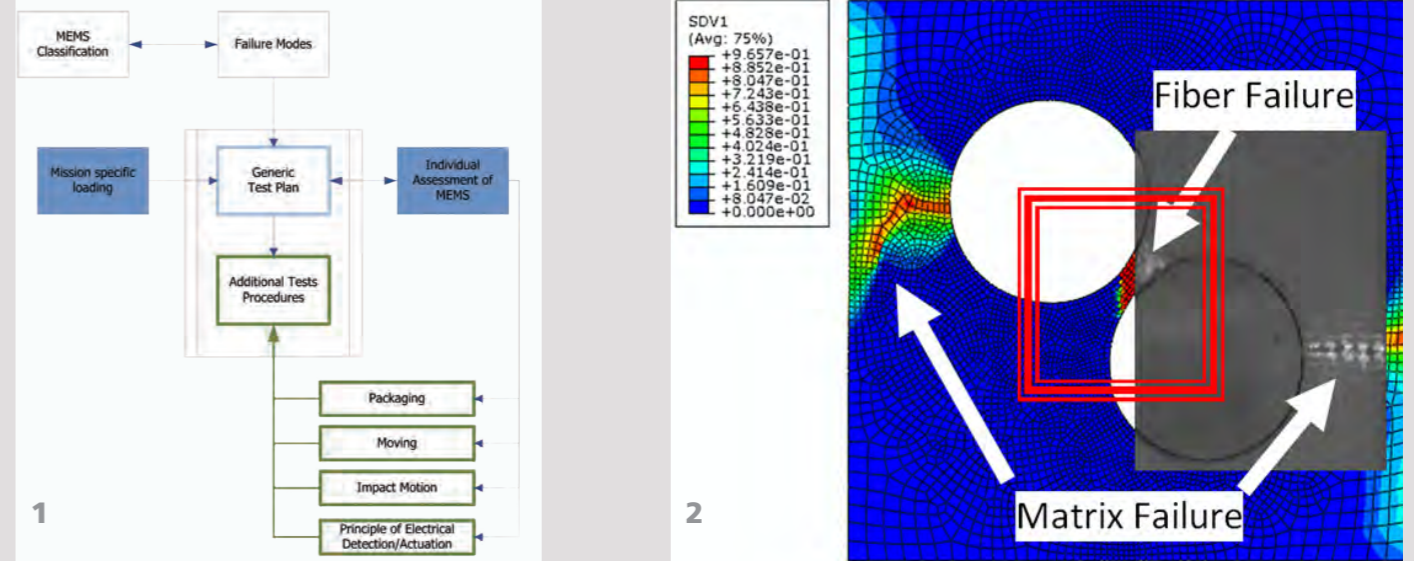 MEMS
Classification
Failure Modes
Mission specific
loading
Generic
Test Plan
Individual
Assessment of
MEMS
Additional Tests
Procedures
Packaging
Moving
Impact Motion
Principle of Electrical
Detection/Actuation
1
SDV1
(Avg: 75%)
+9.657e-01
+8.852e-01
+8.047e-01
+7.243e-01
+6.438e-01
+5.633e-01
+4.828e-01
+4.024e-01
+3.219e-01
+2.414e-01
+1.609e-01
+8.047e-02
+0.000e+00
Fiber Failure
Matrix Failure
2